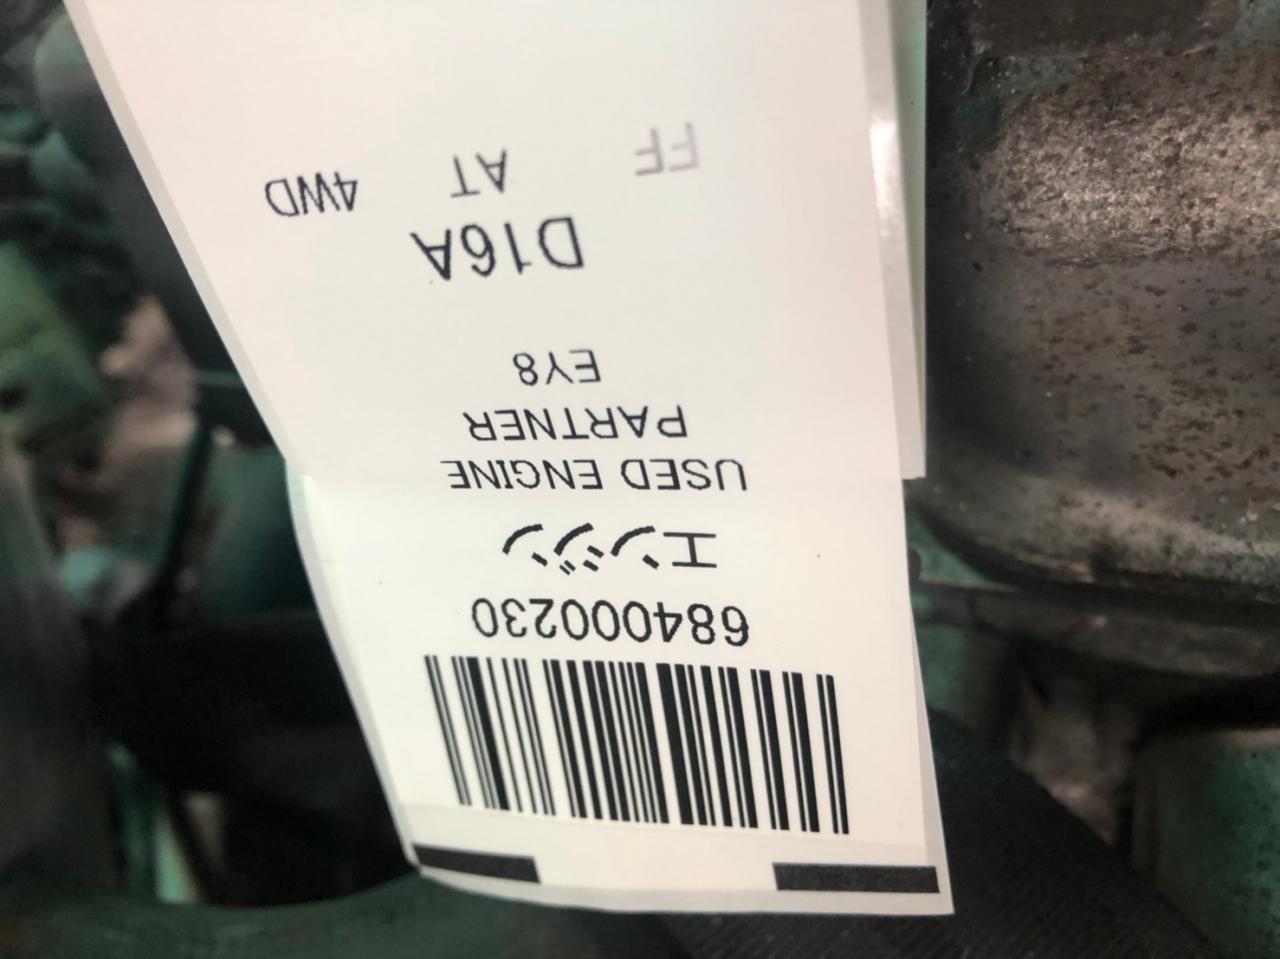 684000230
エンジン
USED ENGINE
PARTNER
EY8
D16A
FF AT 4WD